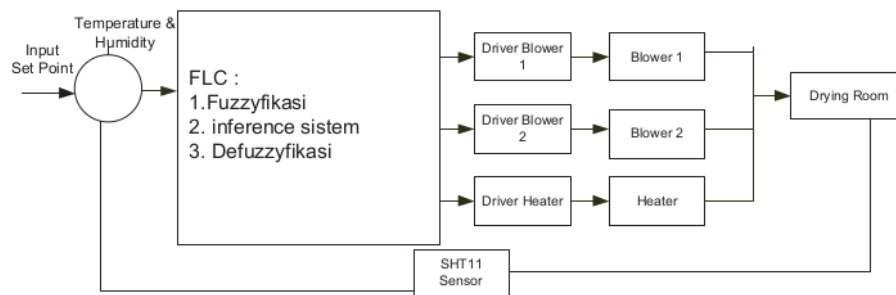 Temperature &
Humidity
Input
Set Point
FLC :
1.Fuzzyfikasi
2. inference sistem
3. Defuzzyfikasi
Driver Blower
1
Blower 1
Drying Room
Driver Blower
2
Blower 2
Driver Heater
Heater
SHT11
Sensor